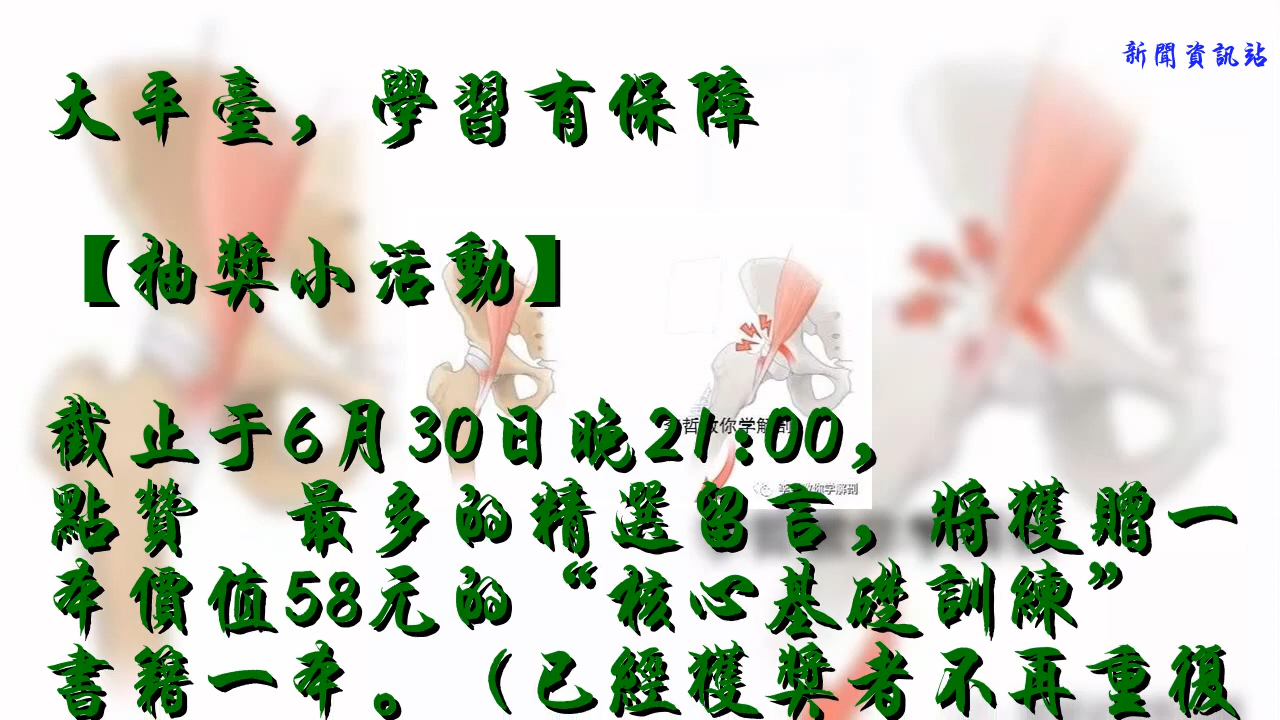 新聞資訊站
大平臺，學習有保障
【抽獎小活動】
截止于6月30日晚21:00，
點贊 最多的精選留言，將獲贈一
本價值58元的“核心基礎訓練”
書籍一本。（已經獲獎者不再重復